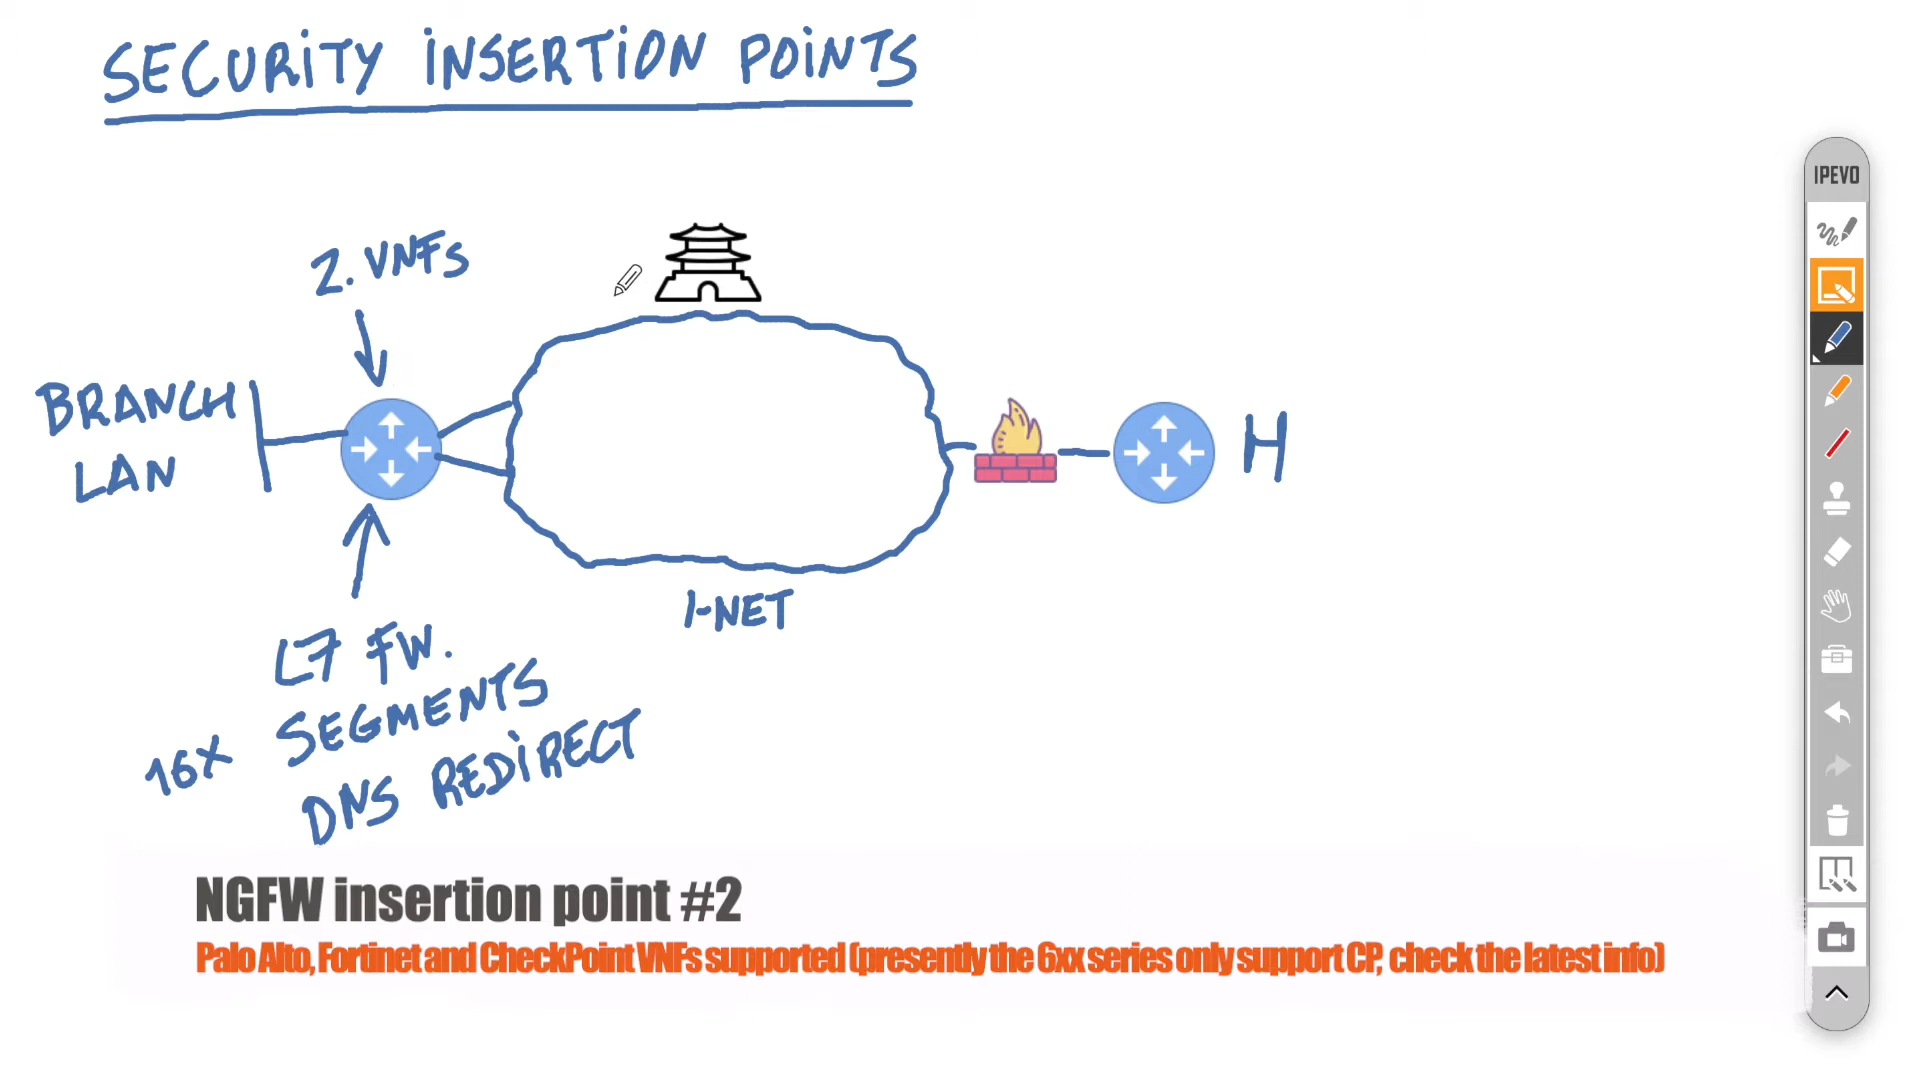 SECURITY INSERTION POINTS
IPEVO
2. VNFS
BRANCH
LAN
H
1-NET
L7 FW.
16X SEGMENTS
DNS REDIRECT
NGFW insertion point #2
Palo Alto, Fortinet and CheckPoint VNFs supported (presently the 6xx series only support CP, check the latest info)